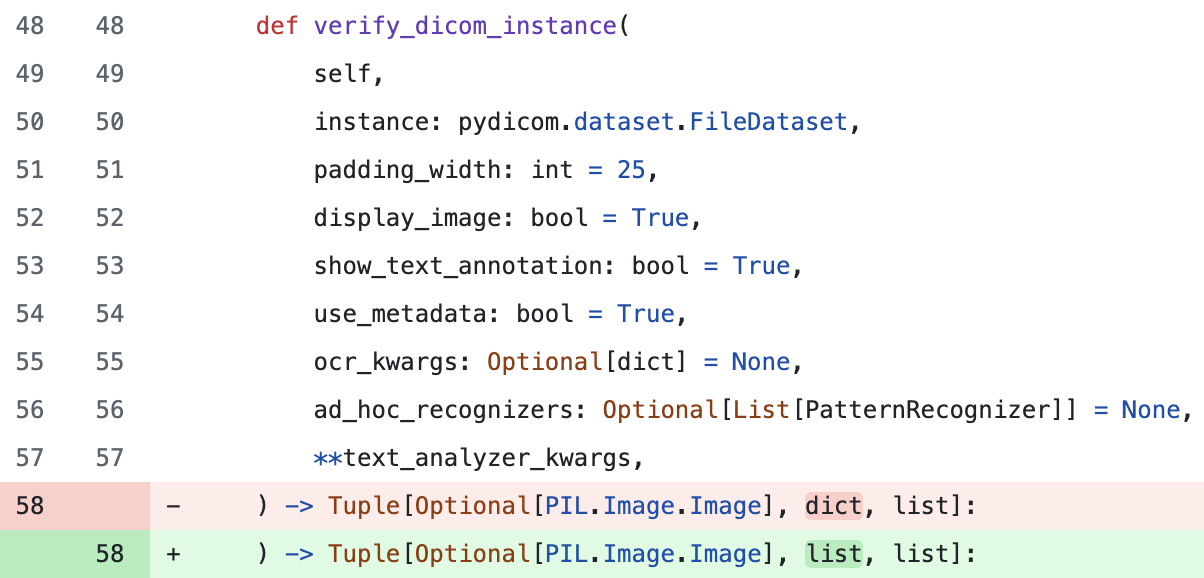 48 48 def verify_dicom_instance(
49 49 self,
50 50 instance: pydicom.dataset.FileDataset,
51 51 padding_width: int = 25,
52 52 display_image: bool = True,
53 53 show_text_annotation: bool = True,
54 54 use_metadata: bool = True,
55 55 ocr_kwargs: Optional[dict] = None,
56 56 ad_hoc_recognizers: Optional[List[PatternRecognizer]] = None,
57 57 **text_analyzer_kwargs,
58 - ) -> Tuple[Optional[PIL.Image.Image], dict, list]:
58 + ) -> Tuple[Optional[PIL.Image.Image], list, list]: